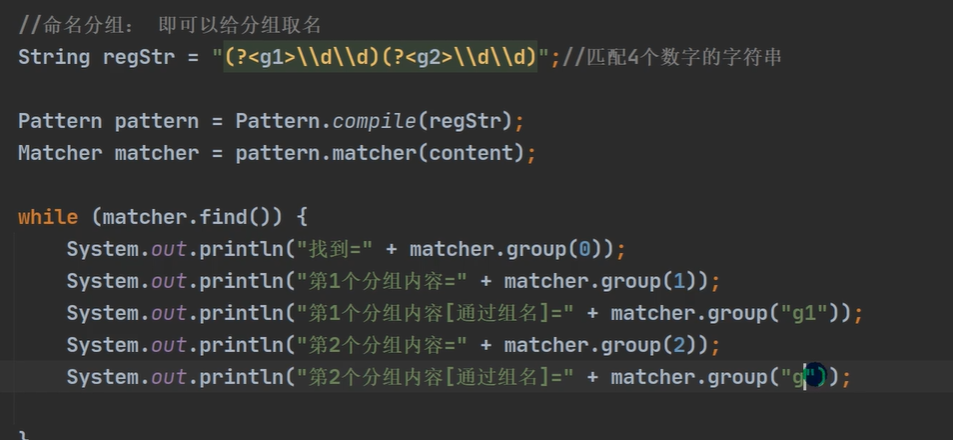 //命名分组： 即可以给分组取名
String regStr = "(?<g1>\\d\\d)(?<g2>\\d\\d)";//匹配4个数字的字符串
Pattern pattern = Pattern.compile(regStr);
Matcher matcher = pattern.matcher(content);
while (matcher.find()) {
System.out.println("找到=" + matcher.group(0));
System.out.println("第1个分组内容=" + matcher.group(1));
System.out.println("第1个分组内容[通过组名]=" + matcher.group("g1"));
System.out.println("第2个分组内容=" + matcher.group(2));
System.out.println("第2个分组内容[通过组名]=" + matcher.group("g"));
}